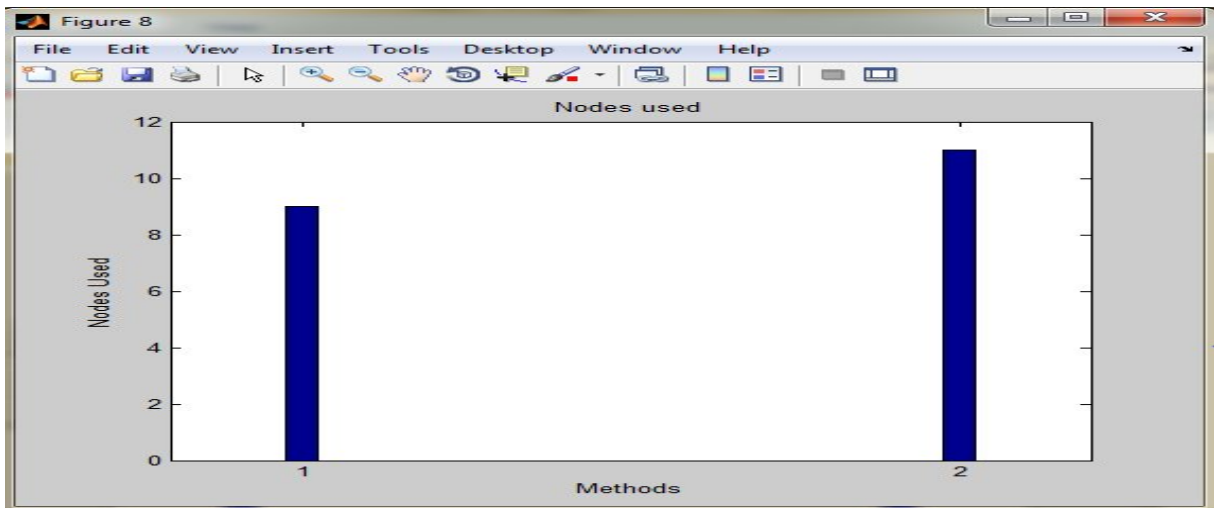 Figure 8
File Edit View Insert Tools Desktop Window Help
Nodes used
12
10
8
6
4
2
0
Nodes Used
1 2
Methods